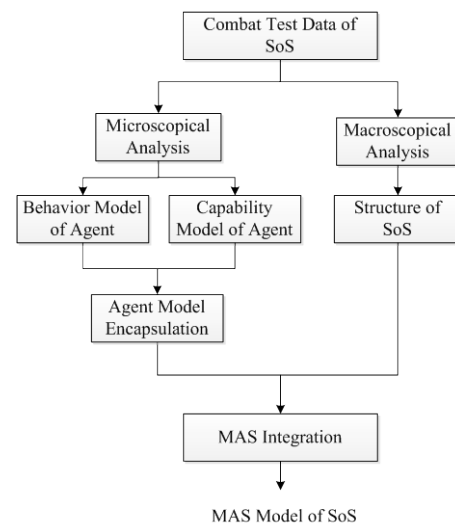 Combat Test Data of
SoS
Microscopical
Analysis
Macroscopical
Analysis
Behavior Model
of Agent
Capability
Model of Agent
Structure of
SoS
Agent Model
Encapsulation
MAS Integration
MAS Model of SoS